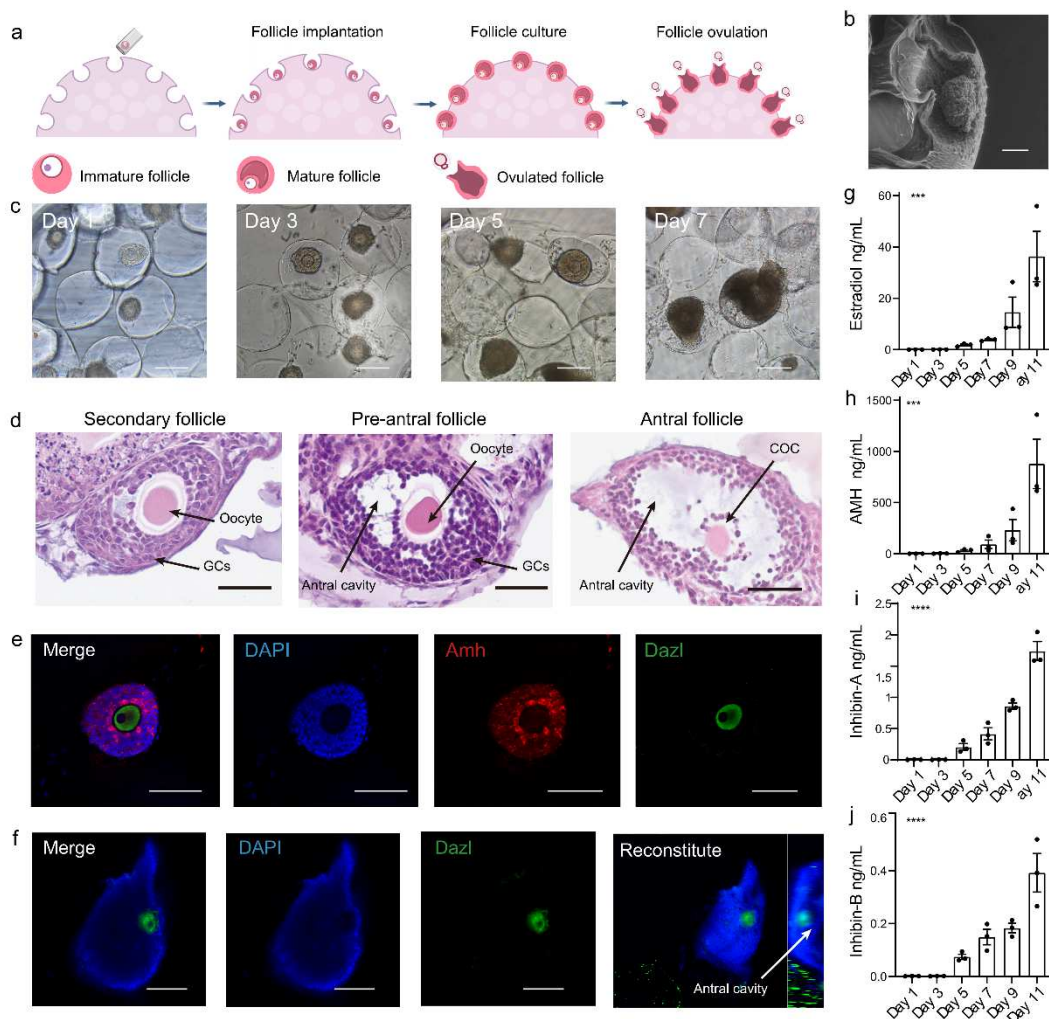 a
b
Follicle implantation
Follicle culture
Follicle ovulation
Immature follicle
Mature follicle
Ovulated follicle
c
Day 1
Day 3
Day 5
Day 7
d
Secondary follicle
Pre-antral follicle
Antral follicle
Oocyte
GCs
Oocyte
Antral cavity
GCs
COC
Antral cavity
e
Merge
DAPI
Amh
Dazl
f
Merge
DAPI
Dazl
Reconstitute
Antral cavity
g
***
Estradiol ng/mL
60
40
20
0
Day 1
Day 3
Day 5
Day 7
Day 9
ay 11
h
***
AMH ng/mL
1500
1000
500
0
Day 1
Day 3
Day 5
Day 7
Day 9
ay 11
i
****
Inhibin-A ng/mL
2.5
2
1.5
1
0.5
0
Day 1
Day 3
Day 5
Day 7
Day 9
ay 11
j
****
Inhibin-B ng/mL
0.6
0.4
0.2
0.0
Day 1
Day 3
Day 5
Day 7
Day 9
Day 11